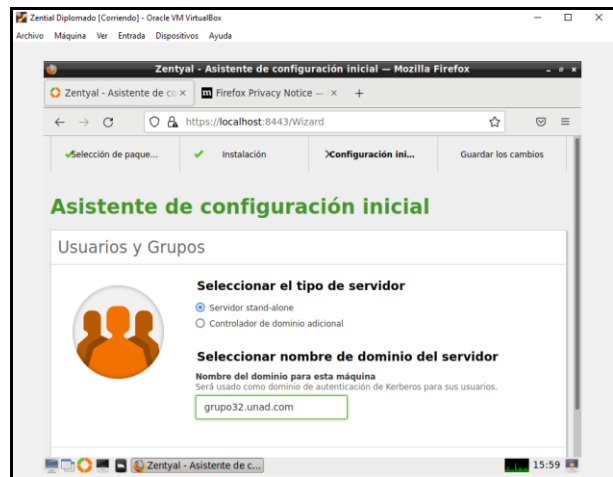 Zential Diplomado [Corriendo] - Oracle VM VirtualBox
Archivo Máquina Ver Entrada Dispositivos Ayuda
Zentyal - Asistente de configuración inicial — Mozilla Firefox
Zentyal - Asistente de co
Firefox Privacy Notice —
https://localhost:8443/Wizard
Selección de paque...
Instalación
Configuración ini...
Guardar los cambios
Asistente de configuración inicial
Usuarios y Grupos
Seleccionar el tipo de servidor
Servidor stand-alone
Controlador de dominio adicional
Seleccionar nombre de dominio del servidor
Nombre del dominio para esta máquina
Será usado como dominio de autenticación de Kerberos para sus usuarios.
grupo32.unad.com
Zentyal - Asistente de c...
15:59